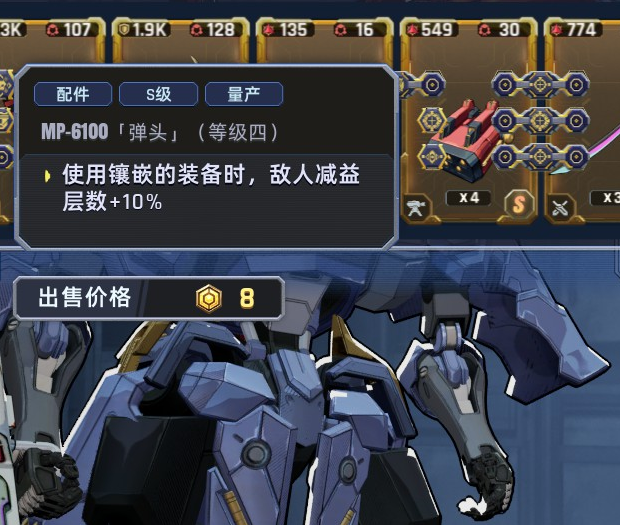 3K 107 1.9K 128 135 16 549 30 774
配件 S级 量产
MP-6100「弹头」（等级四）
使用镶嵌的装备时，敌人减益
层数+10%
x4 S x3
出售价格 8